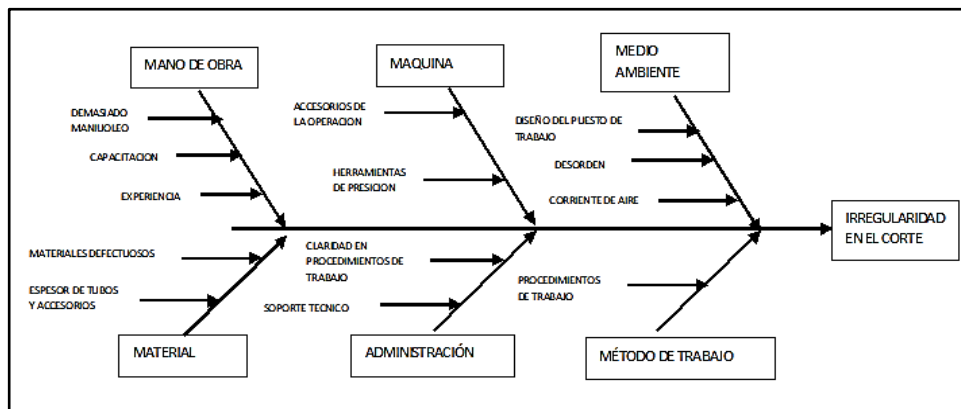 MANO DE OBRA
MAQUINA
MEDIO
AMBIENTE
DEMASIADO
MANIUOLEO
CAPACITACION
EXPERIENCIA
ACCESORIOS DE
LA OPERACION
HERRAMIENTAS
DE PRESICION
DISEÑO DEL PUESTO DE
TRABAJO
DESORDEN
CORRIENTE DE AIRE
IRREGULARIDAD
EN EL CORTE
MATERIALES DEFECTUOSOS
ESPESOR DE TUBOS
Y ACCESORIOS
CLARIDAD EN
PROCEDIMIENTOS DE
TRABAJO
SOPORTE TECNICO
PROCEDIMIENTOS
DE TRABAJO
MATERIAL
ADMINISTRACIÓN
MÉTODO DE TRABAJO